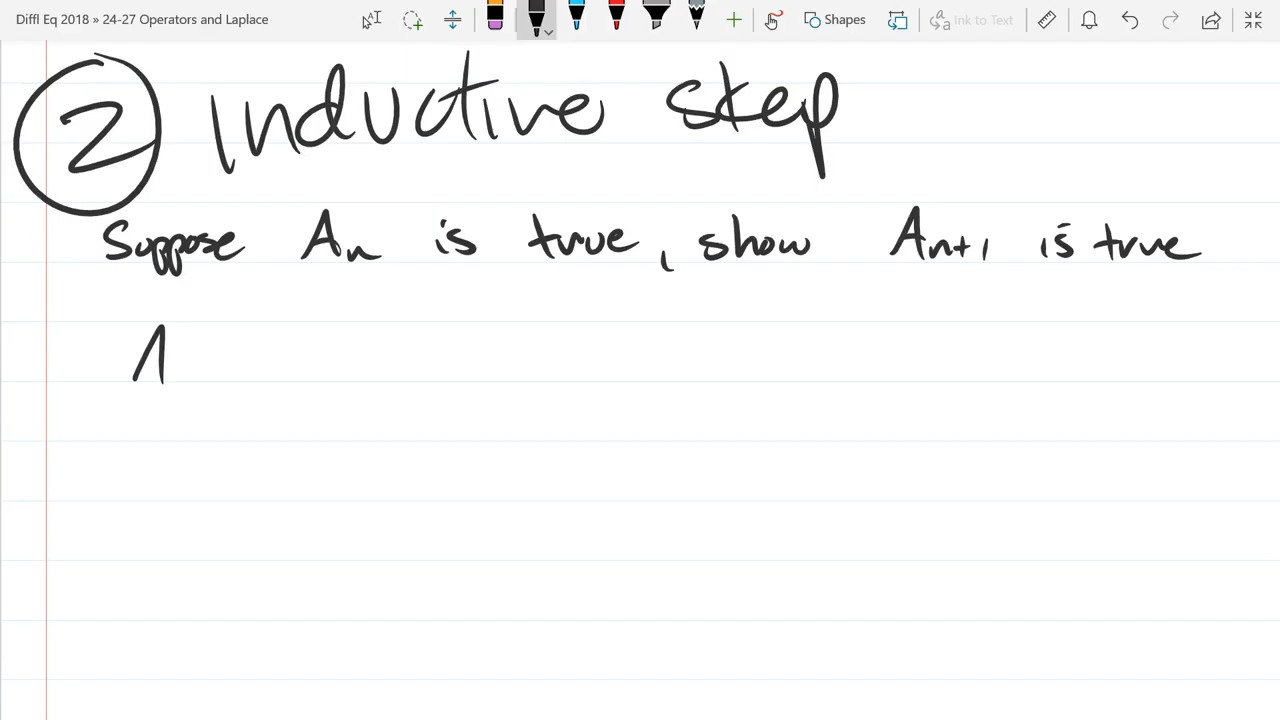 Diffl Eq 2018 » 24-27 Operators and Laplace
Shapes
Ink to Text
② Inductive step
Suppose Aₙ is true, show Aₙ₊₁ is true